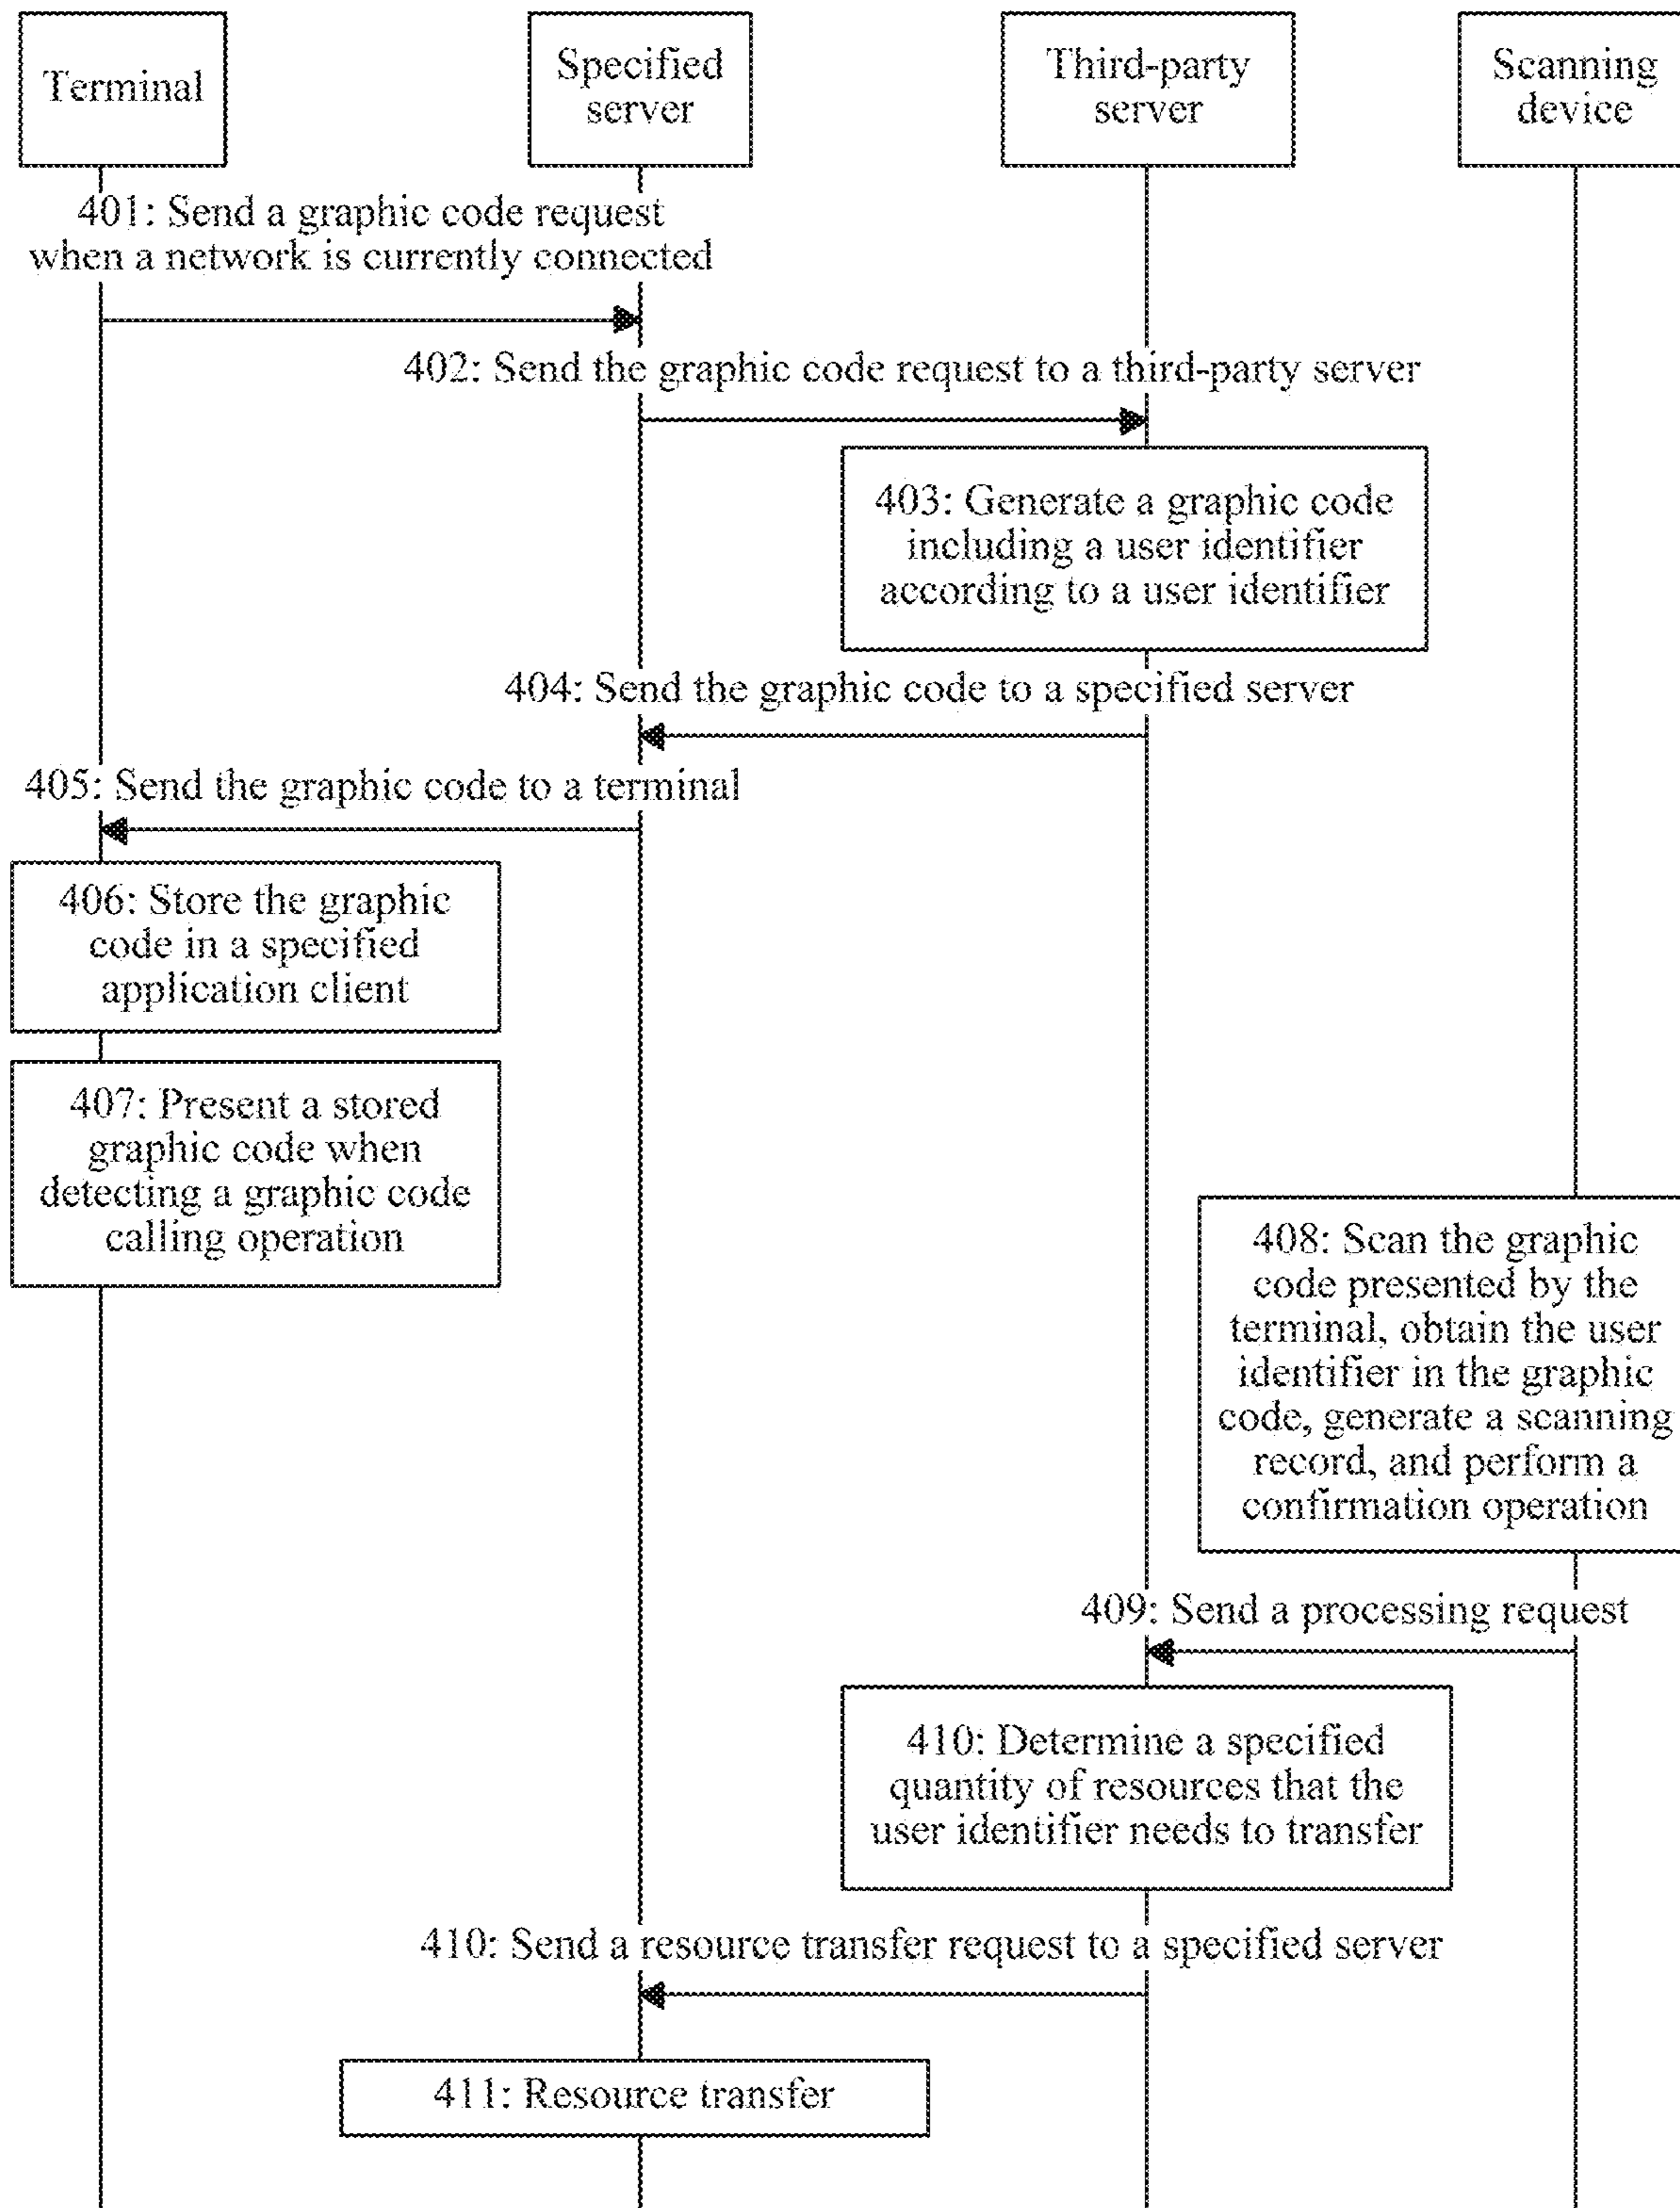 Terminal
Specified
server
Third-party
server
Scanning
device
401: Send a graphic code request
when a network is currently connected
402: Send the graphic code request to a third-party server
403: Generate a graphic code
including a user identifier
according to a user identifier
404: Send the graphic code to a specified server
405: Send the graphic code to a terminal
406: Store the graphic
code in a specified
application client
407: Present a stored
graphic code when
detecting a graphic code
calling operation
408: Scan the graphic
code presented by the
terminal, obtain the user
identifier in the graphic
code, generate a scanning
record, and perform a
confirmation operation
409: Send a processing request
410: Determine a specified
quantity of resources that the
user identifier needs to transfer
410: Send a resource transfer request to a specified server
411: Resource transfer